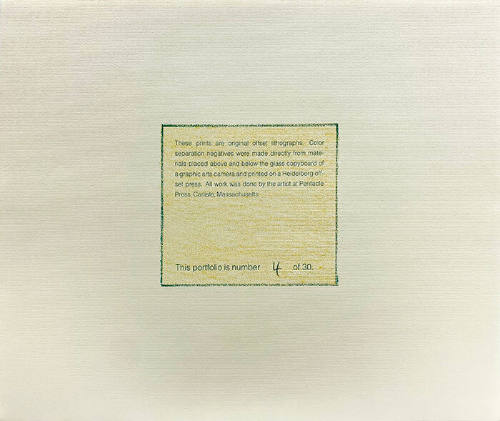 These prints are original offset lithographs. Color
separation negatives were made directly from mate-
rials placed above and below the glass copyboard of
a graphic arts camera and printed on a Heidelberg off-
set press. All work was done by the artist at Pentacle
Press, Carlisle, Massachusetts.
This portfolio is number 4 of 30.